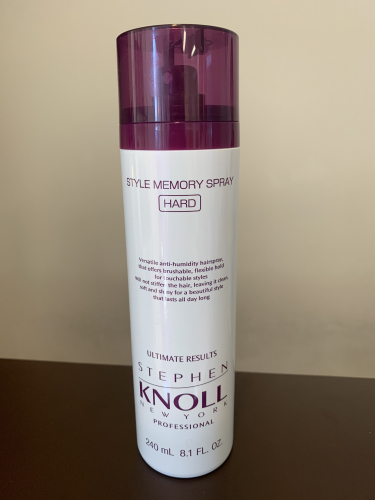 STYLE MEMORY SPRAY
HARD
Versatile anti-humidity hairspray,
that offers brushable, flexible hold
for touchable styles
Will not stiffen the hair, leaving it clean,
soft and shiny for a beautiful style
that lasts all day long
ULTIMATE RESULTS
STEPHEN
KNOLL
NEW YORK
PROFESSIONAL
240 mL 8.1 FL. OZ.